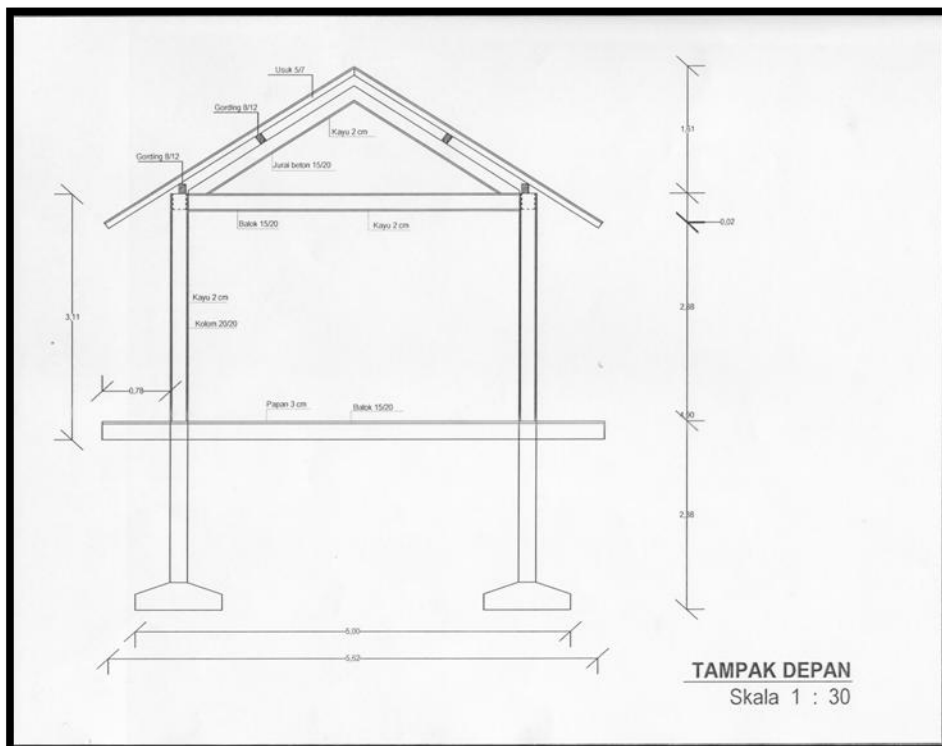 Usuk 5/7
Gording 8/12
Kayu 2 cm
1,61
Gording 8/12
Jurai beton 15/20
0,02
Balok 15/20
Kayu 2 cm
Kayu 2 cm
2,88
3,11
Kolom 20/20
0,78
Papan 3 cm
Balok 15/20
2,38
5,00
5,62
TAMPAK DEPAN
Skala 1 : 30